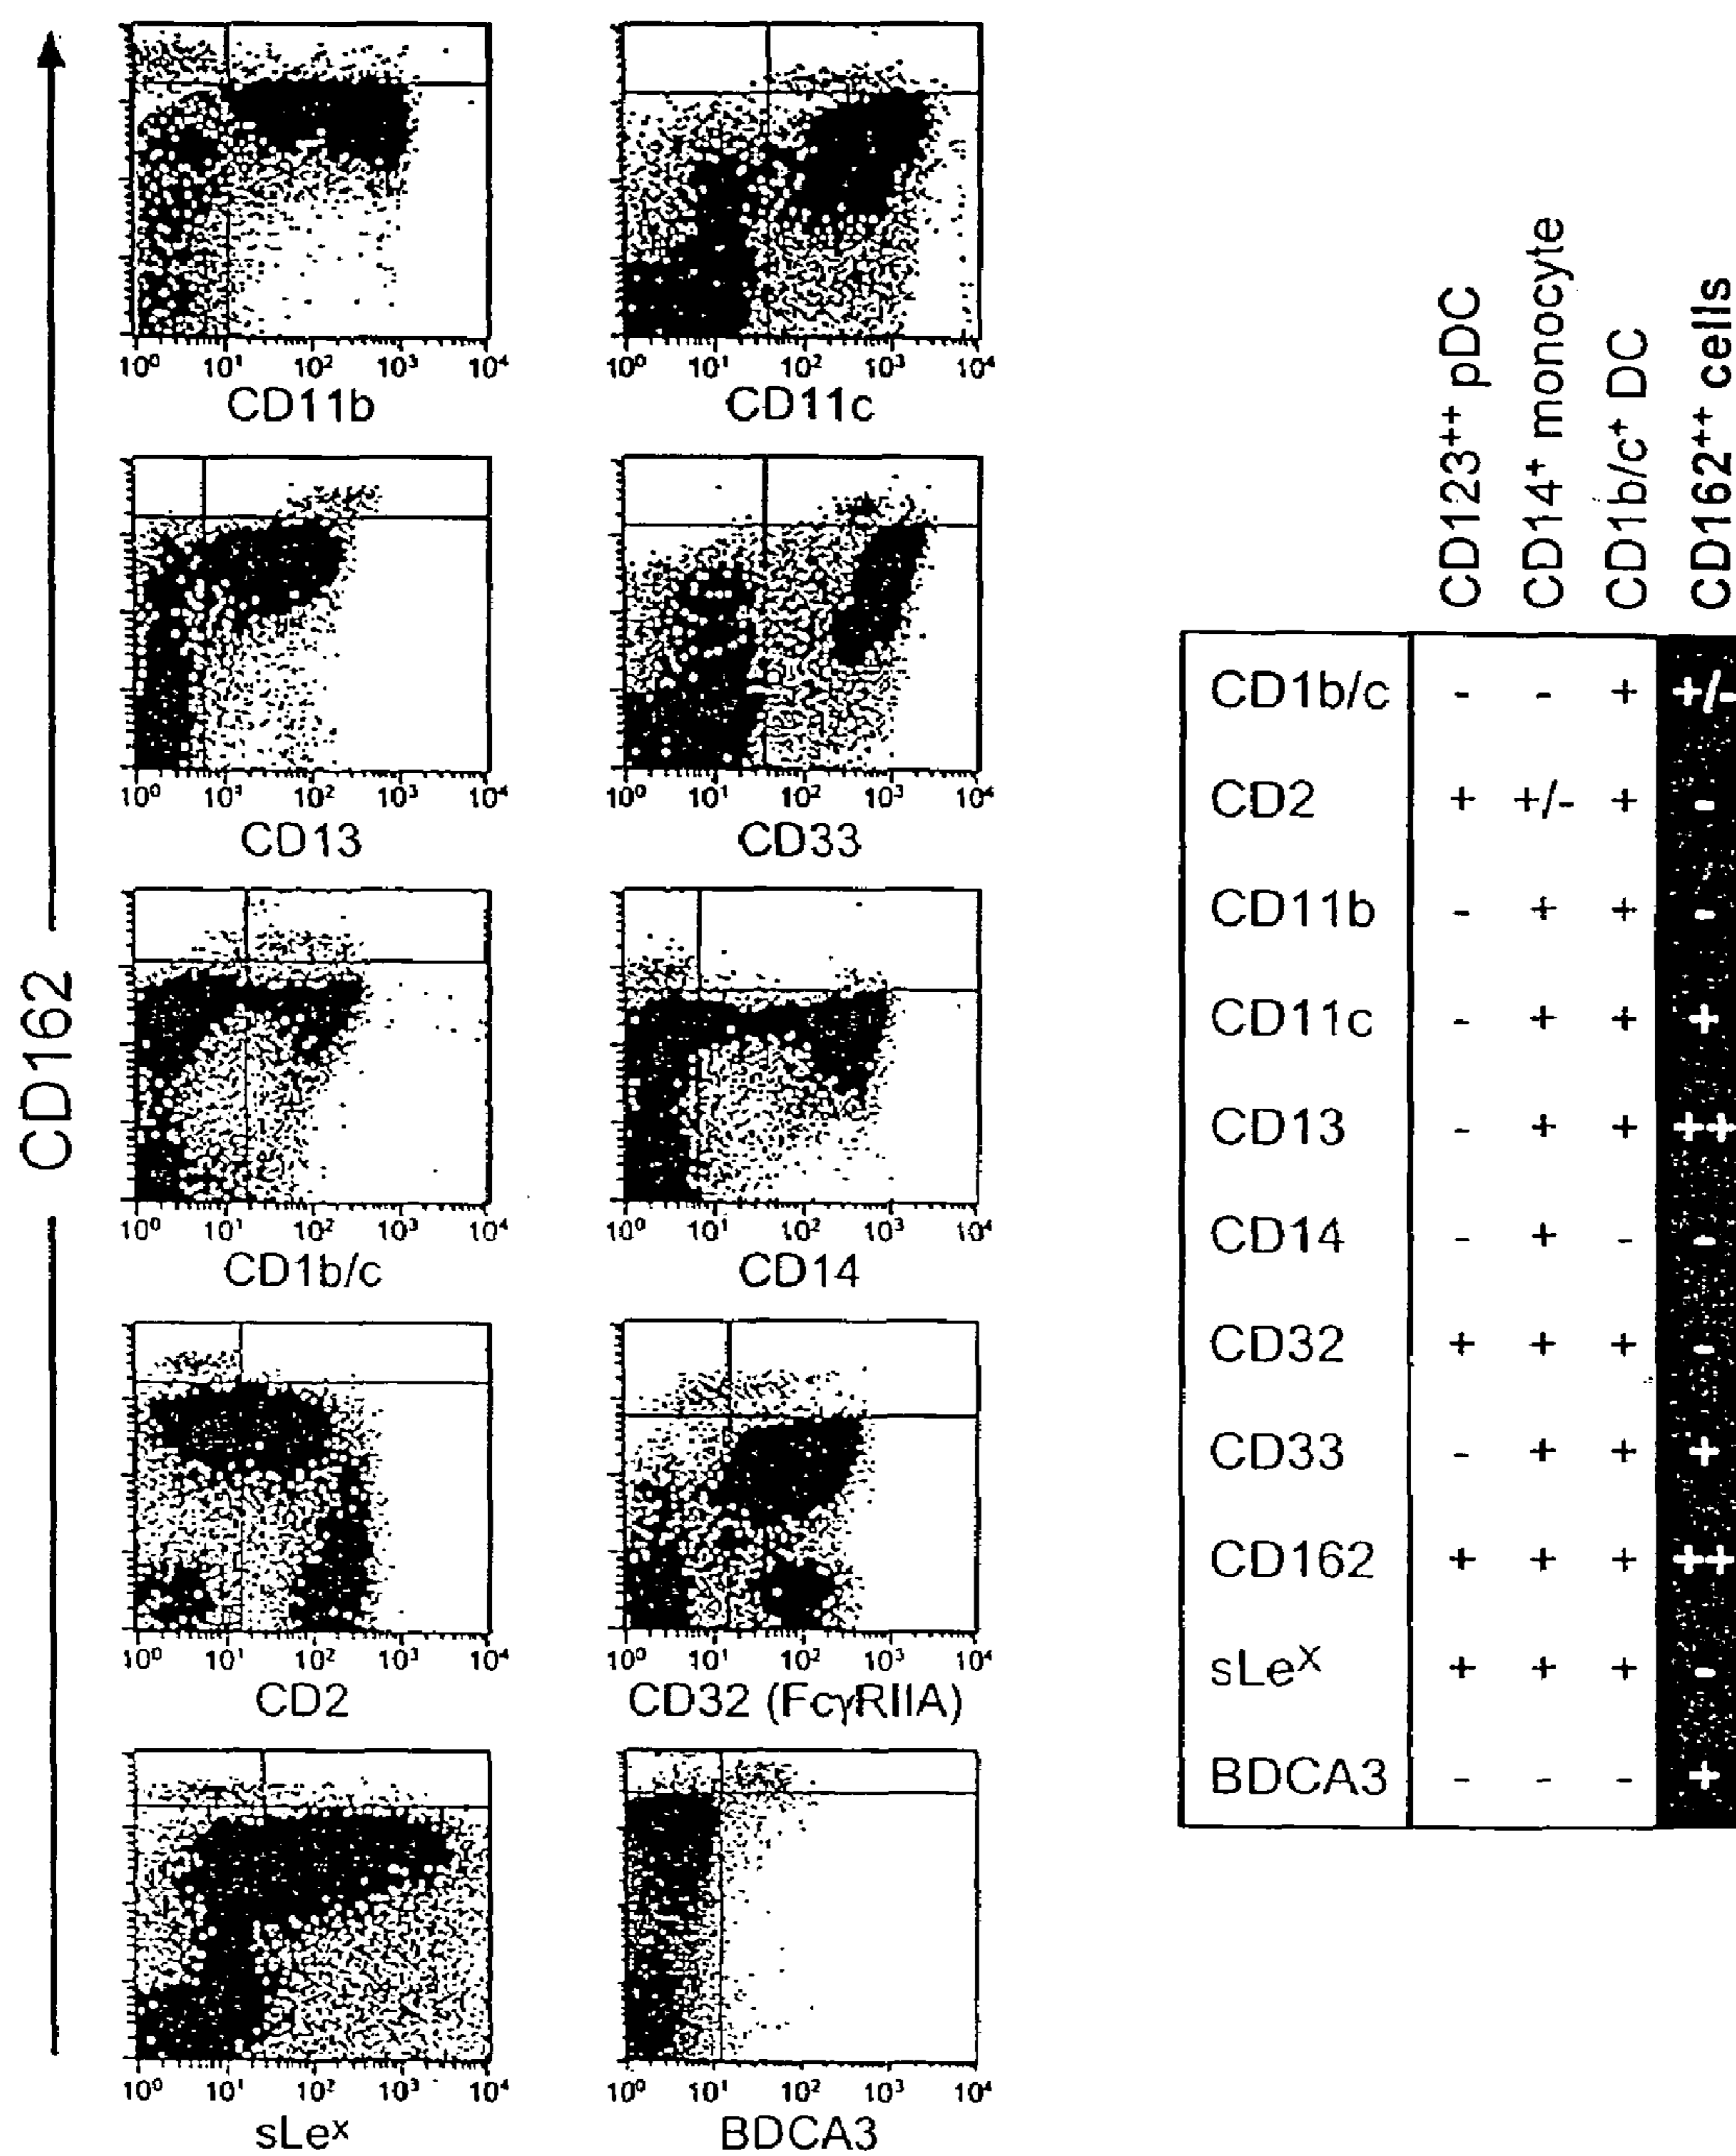 CD162
10⁰ 10¹ 10² 10³ 10⁴
CD11b
10⁰ 10¹ 10² 10³ 10⁴
CD11c
10⁰ 10¹ 10² 10³ 10⁴
CD13
10⁰ 10¹ 10² 10³ 10⁴
CD33
10⁰ 10¹ 10² 10³ 10⁴
CD1b/c
10⁰ 10¹ 10² 10³ 10⁴
CD14
10⁰ 10¹ 10² 10³ 10⁴
CD2
10⁰ 10¹ 10² 10³ 10⁴
CD32 (FcγRIIA)
10⁰ 10¹ 10² 10³ 10⁴
sLeˣ
10⁰ 10¹ 10² 10³ 10⁴
BDCA3
CD123⁺⁺ pDC
CD14⁺ monocyte
CD1b/c⁺ DC
CD162⁺⁺ cells
CD1b/c - - + +/-
CD2 + +/- + -
CD11b - + + -
CD11c - + + +
CD13 - + + ++
CD14 - + - -
CD32 + + + -
CD33 - + + +
CD162 + + + ++
sLeˣ + + + -
BDCA3 - - - +